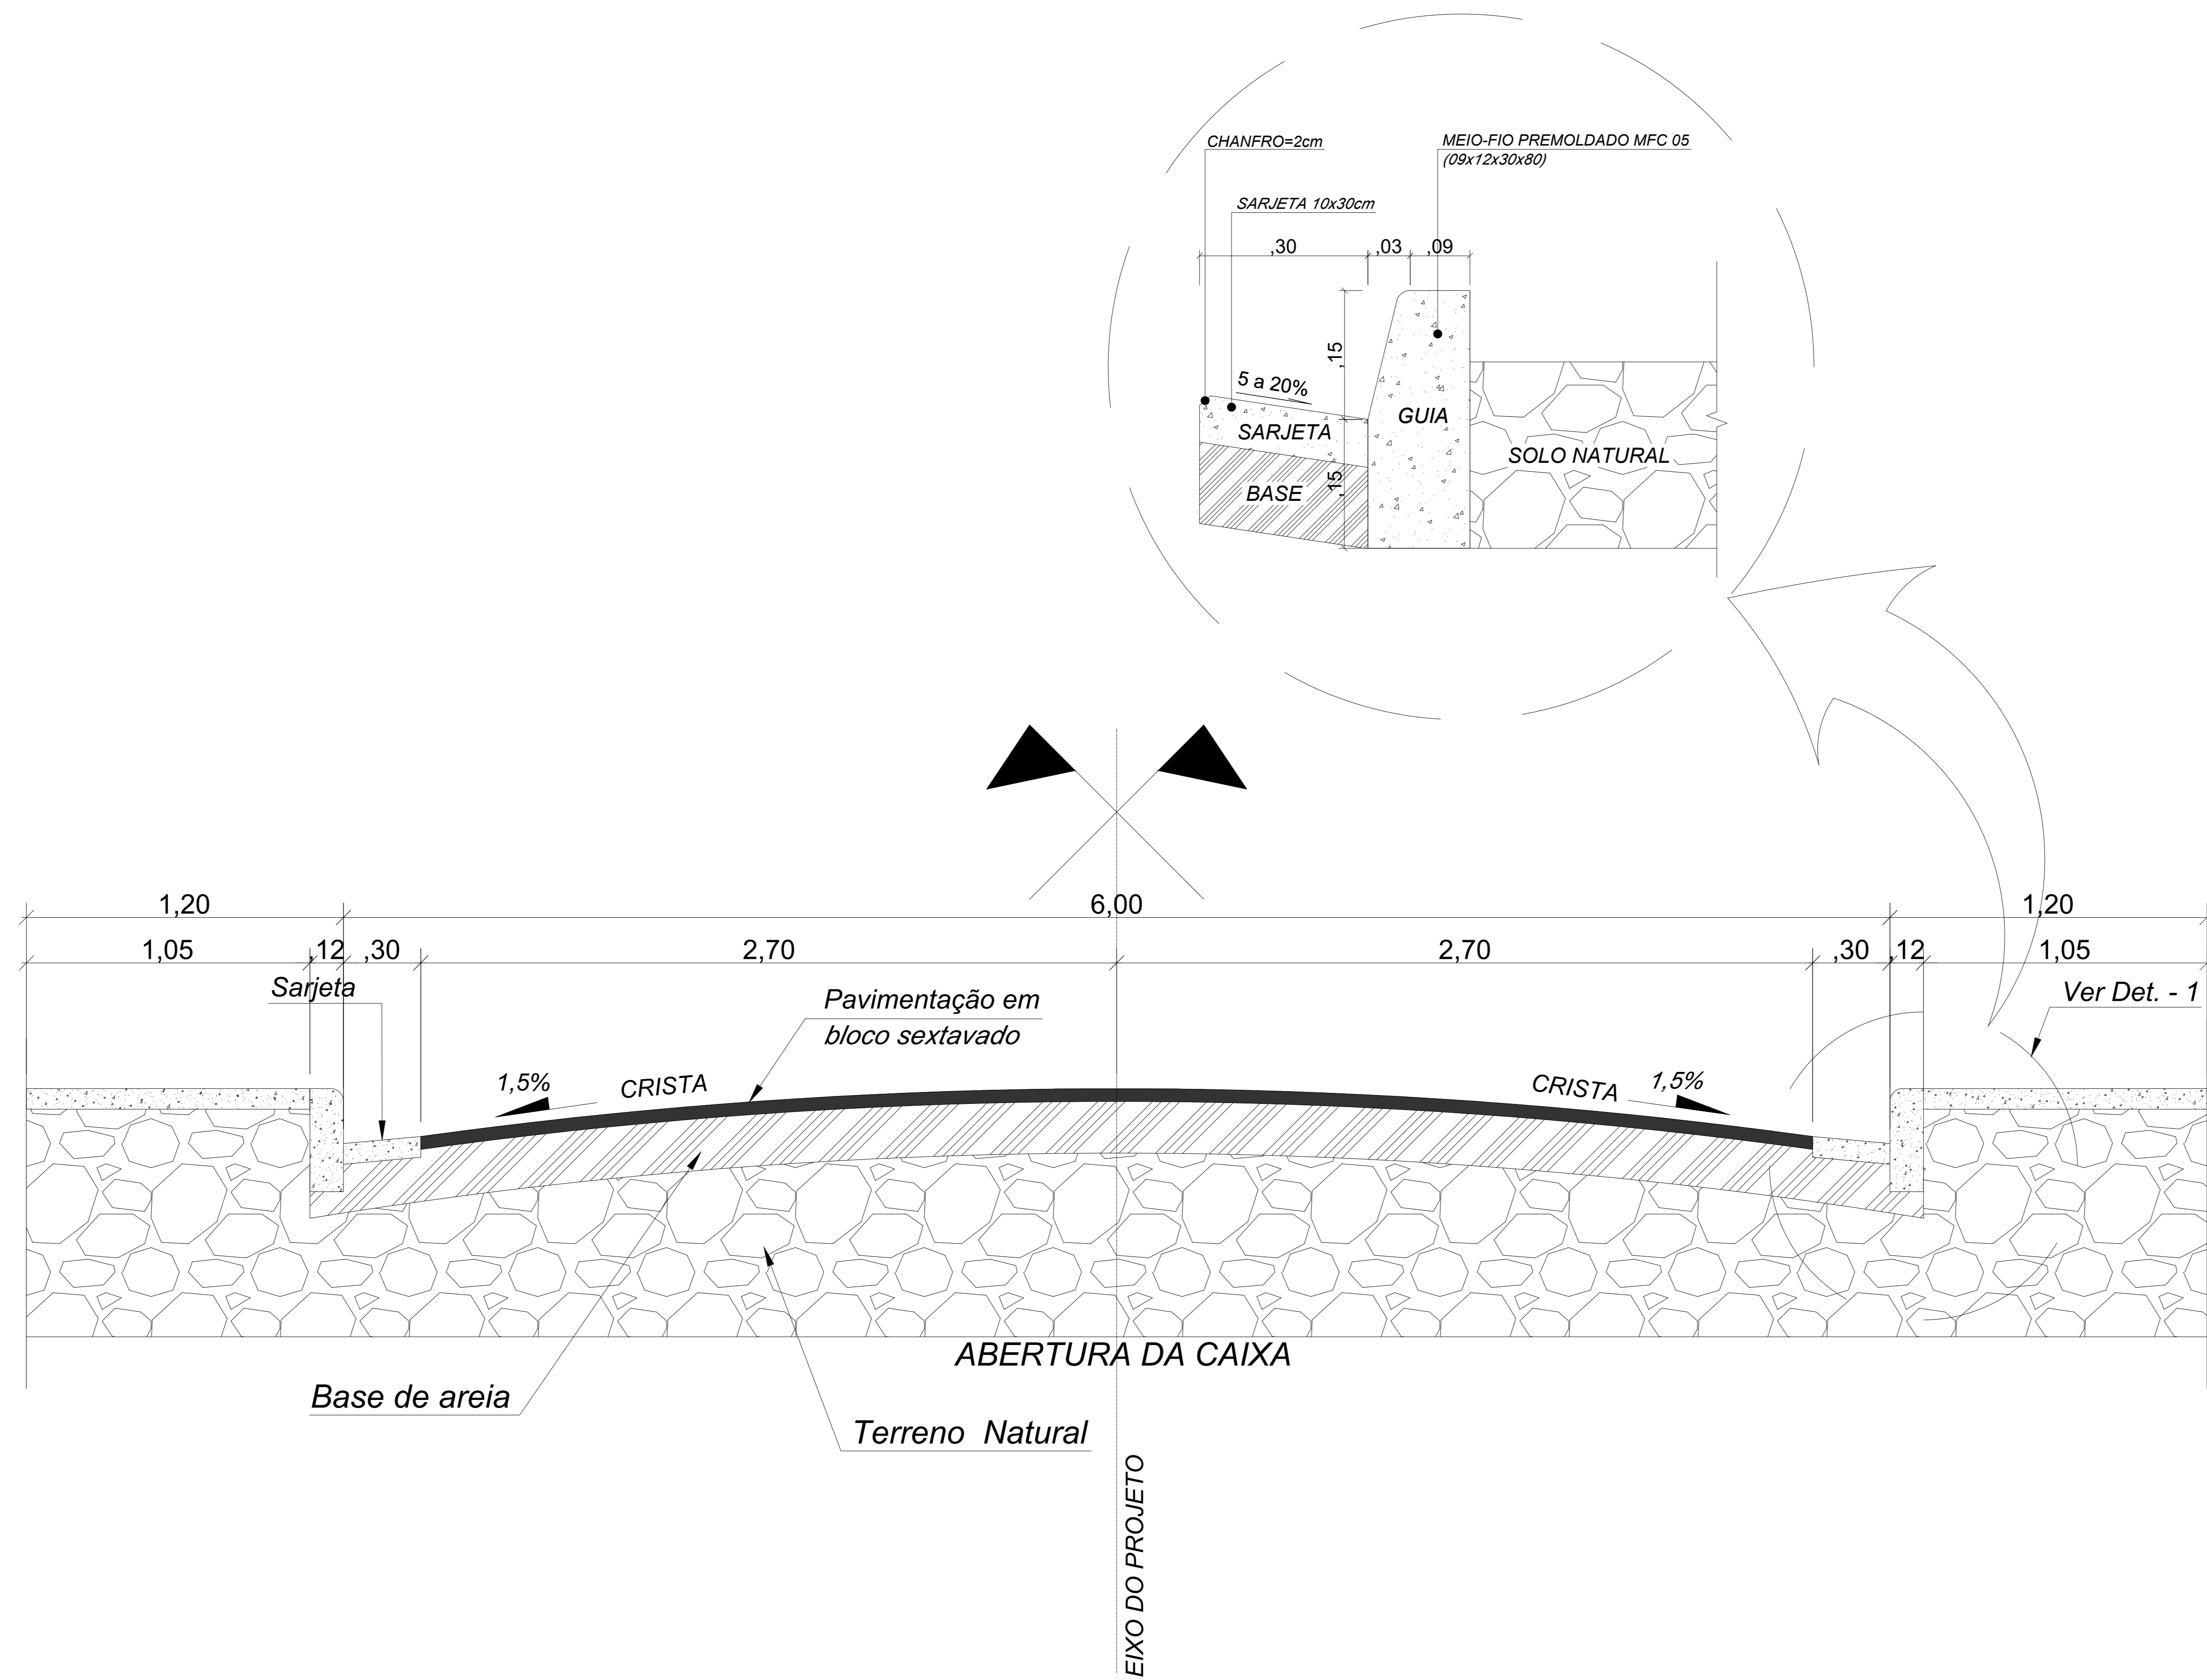 CHANFRO=2cm
MEIO-FIO PREMOLDADO MFC 05
(09x12x30x80)
SARJETA 10x30cm
,30
,03
,09
,15
5 a 20%
GUIA
SARJETA
SOLO NATURAL
,15
BASE
1,20
6,00
1,20
1,05
,12
,30
2,70
2,70
,30
,12
1,05
Sarjeta
Pavimentação em
bloco sextavado
Ver Det. - 1
1,5%
CRISTA
CRISTA
1,5%
ABERTURA DA CAIXA
Base de areia
Terreno Natural
EIXO DO PROJETO